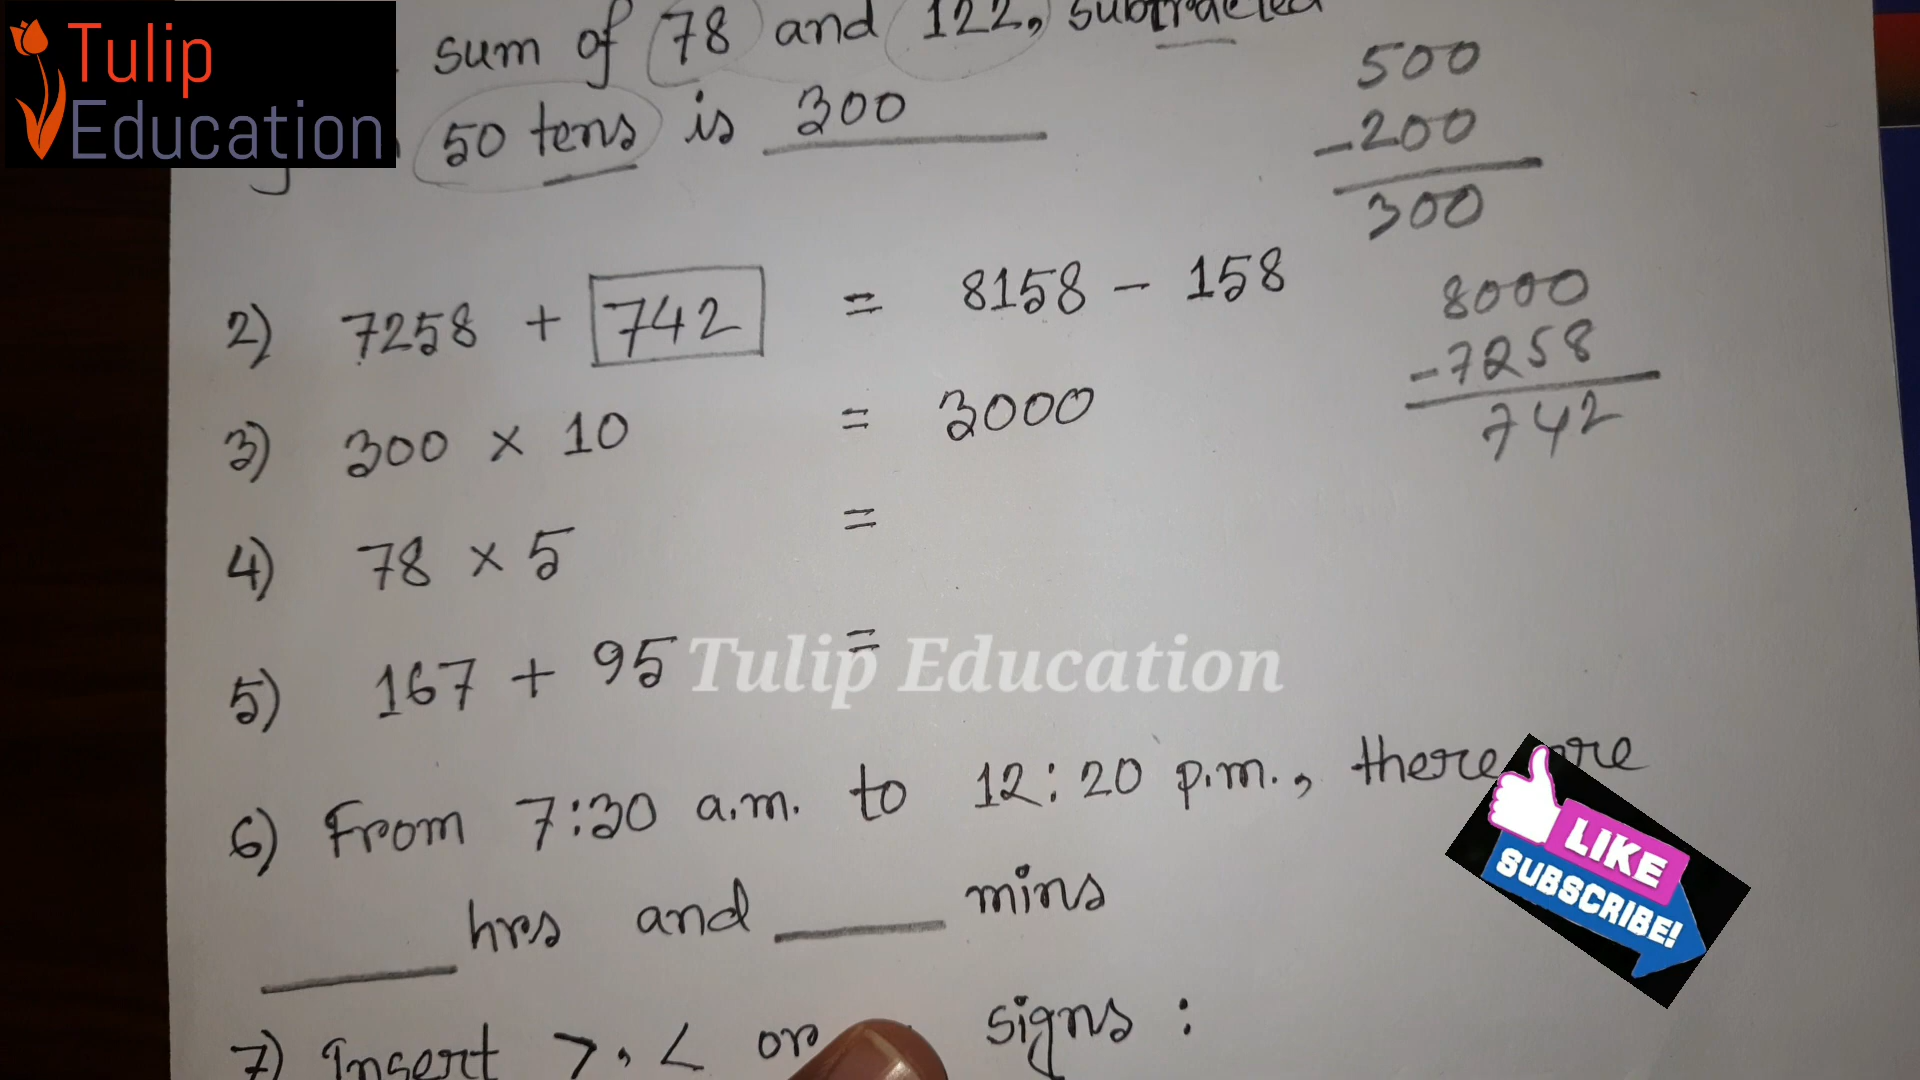 Tulip
Education
sum of 78 and 122, subtracted
50 tens is 300
500
-200
300
2) 7258 + 742 = 8158 - 158
8000
-7258
742
3) 300 x 10 = 3000
4) 78 x 5 =
5) 167 + 95 =
Tulip Education
6) From 7:30 a.m. to 12:20 p.m., there are
hrs and mins
LIKE
SUBSCRIBE!
7) Insert >, < or signs :